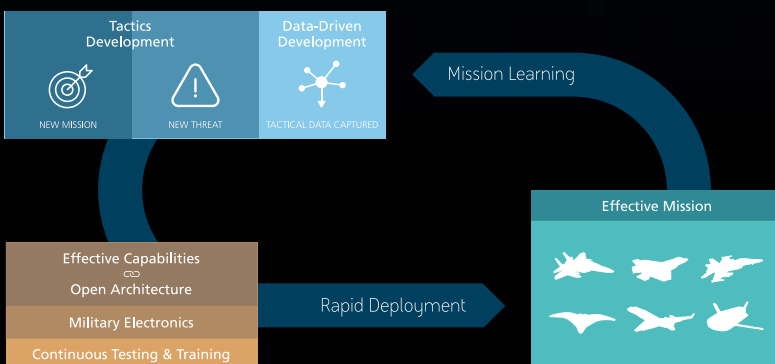 Tactics
Development
Data-Driven
Development
NEW MISSION
NEW THREAT
TACTICAL DATA CAPTURED
Mission Learning
Effective Mission
Effective Capabilities
Open Architecture
Military Electronics
Continuous Testing & Training
Rapid Deployment